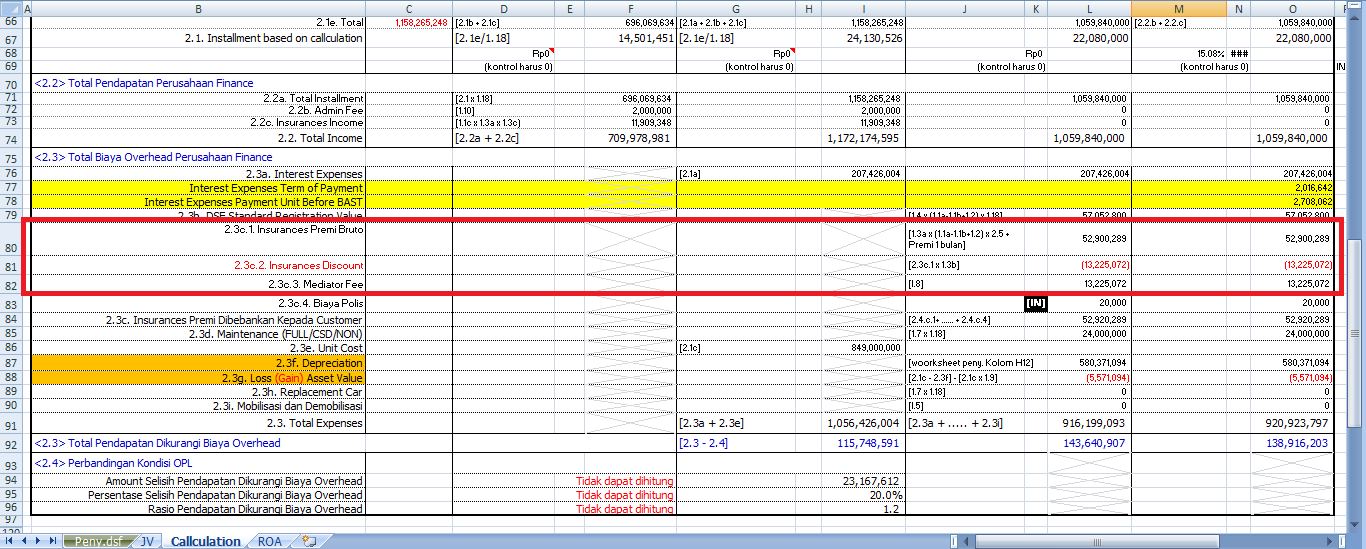 A B C D E F G H I J K L M N O
66 2.1e. Total 1,158,265,248 [2.1b + 2.1c] 696,069,634 [2.1a + 2.1b + 2.1c] 1,158,265,248 1,059,840,000 [2.2.b + 2.2.c] 1,059,840,000
67 2.1. Installment based on callculation [2.1e/1.18] 14,501,451 [2.1e/1.18] 24,130,526 22,080,000 22,080,000
68 Rp0 Rp0 Rp0 15.08% ###
69 (kontrol harus 0) (kontrol harus 0) (kontrol harus 0) (kontrol harus 0) IN
70 <2.2> Total Pendapatan Perusahaan Finance
71 2.2a. Total Installment [2.1 x 1.18] 696,069,634 1,158,265,248 1,059,840,000 1,059,840,000
72 2.2b. Admin Fee [1.10] 2,000,000 2,000,000 0 0
73 2.2c. Insurances Income [1.1c x 1.3a x 1.3c) 11,909,348 11,909,348 0 0
74 2.2. Total Income [2.2a + 2.2c] 709,978,981 1,172,174,595 1,059,840,000 1,059,840,000
75 <2.3> Total Biaya Overhead Perusahaan Finance
76 2.3a. Interest Expenses [2.1a] 207,426,004 207,426,004 207,426,004
77 Interest Expenses Term of Payment 2,016,642
78 Interest Expenses Payment Unit Before BAST 2,708,062
79 2.3b. DSF Standard Registration Value [1.4 x (1.1a-1.1b+1.2) x 1.18] 57,052,800 57,052,800
80 2.3c.1. Insurances Premi Bruto [1.3a x (1.1a-1.1b+1.2) x 2.5 + Premi 1 bulan] 52,900,289 52,900,289
81 2.3c.2. Insurances Discount [2.3c.1 x 1.3b] (13,225,072) (13,225,072)
82 2.3c.3. Mediator Fee [I.8] 13,225,072 13,225,072
83 2.3c.4. Biaya Polis [IN] 20,000 20,000
84 2.3c. Insurances Premi Dibebankan Kepada Customer [2.4.c.1+ ...... + 2.4.c.4] 52,920,289 52,920,289
85 2.3d. Maintenance (FULL/CSD/NON) [1.7 x 1.18] 24,000,000 24,000,000
86 2.3e. Unit Cost [2.1c] 849,000,000
87 2.3f. Depreciation [woork sheet peny. Kolom H12] 580,371,094 580,371,094
88 2.3g. Loss (Gain) Asset Value [2.1c - 2.3f] - [2.1c x 1.9] (5,571,094) (5,571,094)
89 2.3h. Replacement Car [1.7 x 1.18] 0 0
90 2.3i. Mobilisasi dan Demobilisasi [I.5] 0 0
91 2.3. Total Expenses [2.3a + 2.3e] 1,056,426,004 [2.3a + ..... + 2.3i] 916,199,093 920,923,797
92 <2.3> Total Pendapatan Dikurangi Biaya Overhead [2.3 - 2.4] 115,748,591 143,640,907 138,916,203
93 <2.4> Perbandingan Kondisi OPL
94 Amount Selisih Pendapatan Dikurangi Biaya Overhead Tidak dapat dihitung 23,167,612
95 Persentase Selisih Pendapatan Dikurangi Biaya Overhead Tidak dapat dihitung 20.0%
96 Rasio Pendapatan Dikurangi Biaya Overhead Tidak dapat dihitung 1.2
97
Peny.dsf JV Callculation ROA